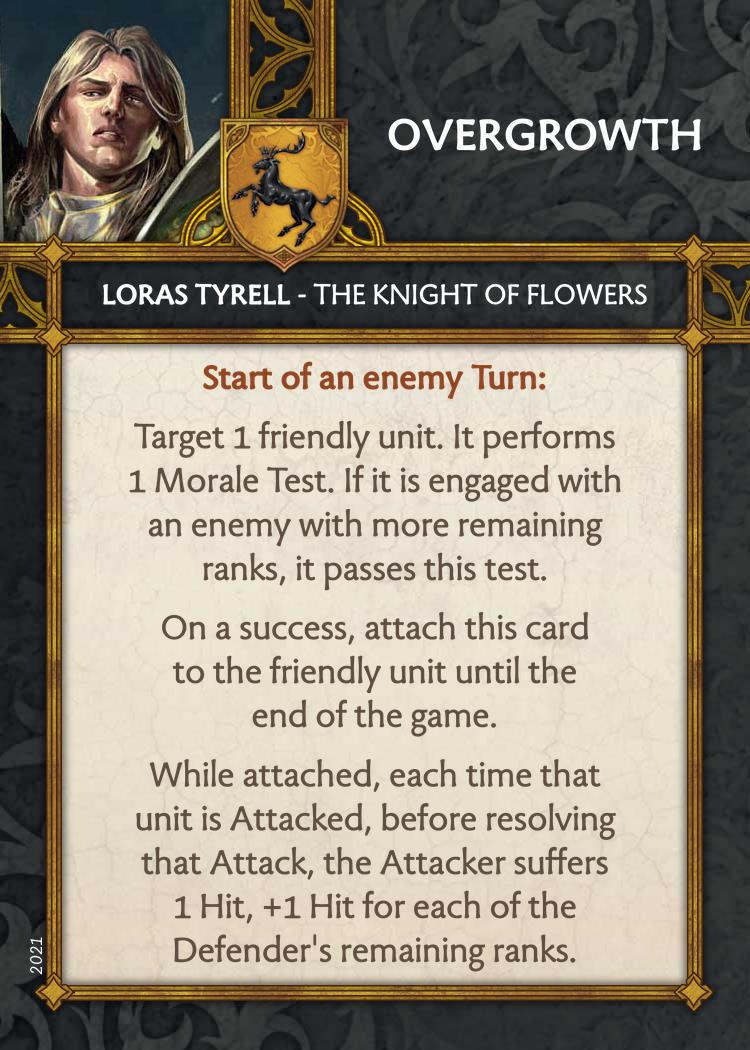 OVERGROWTH
LORAS TYRELL - THE KNIGHT OF FLOWERS
Start of an enemy Turn:
Target 1 friendly unit. It performs
1 Morale Test. If it is engaged with
an enemy with more remaining
ranks, it passes this test.
On a success, attach this card
to the friendly unit until the
end of the game.
While attached, each time that
unit is Attacked, before resolving
that Attack, the Attacker suffers
1 Hit, +1 Hit for each of the
Defender's remaining ranks.
2021